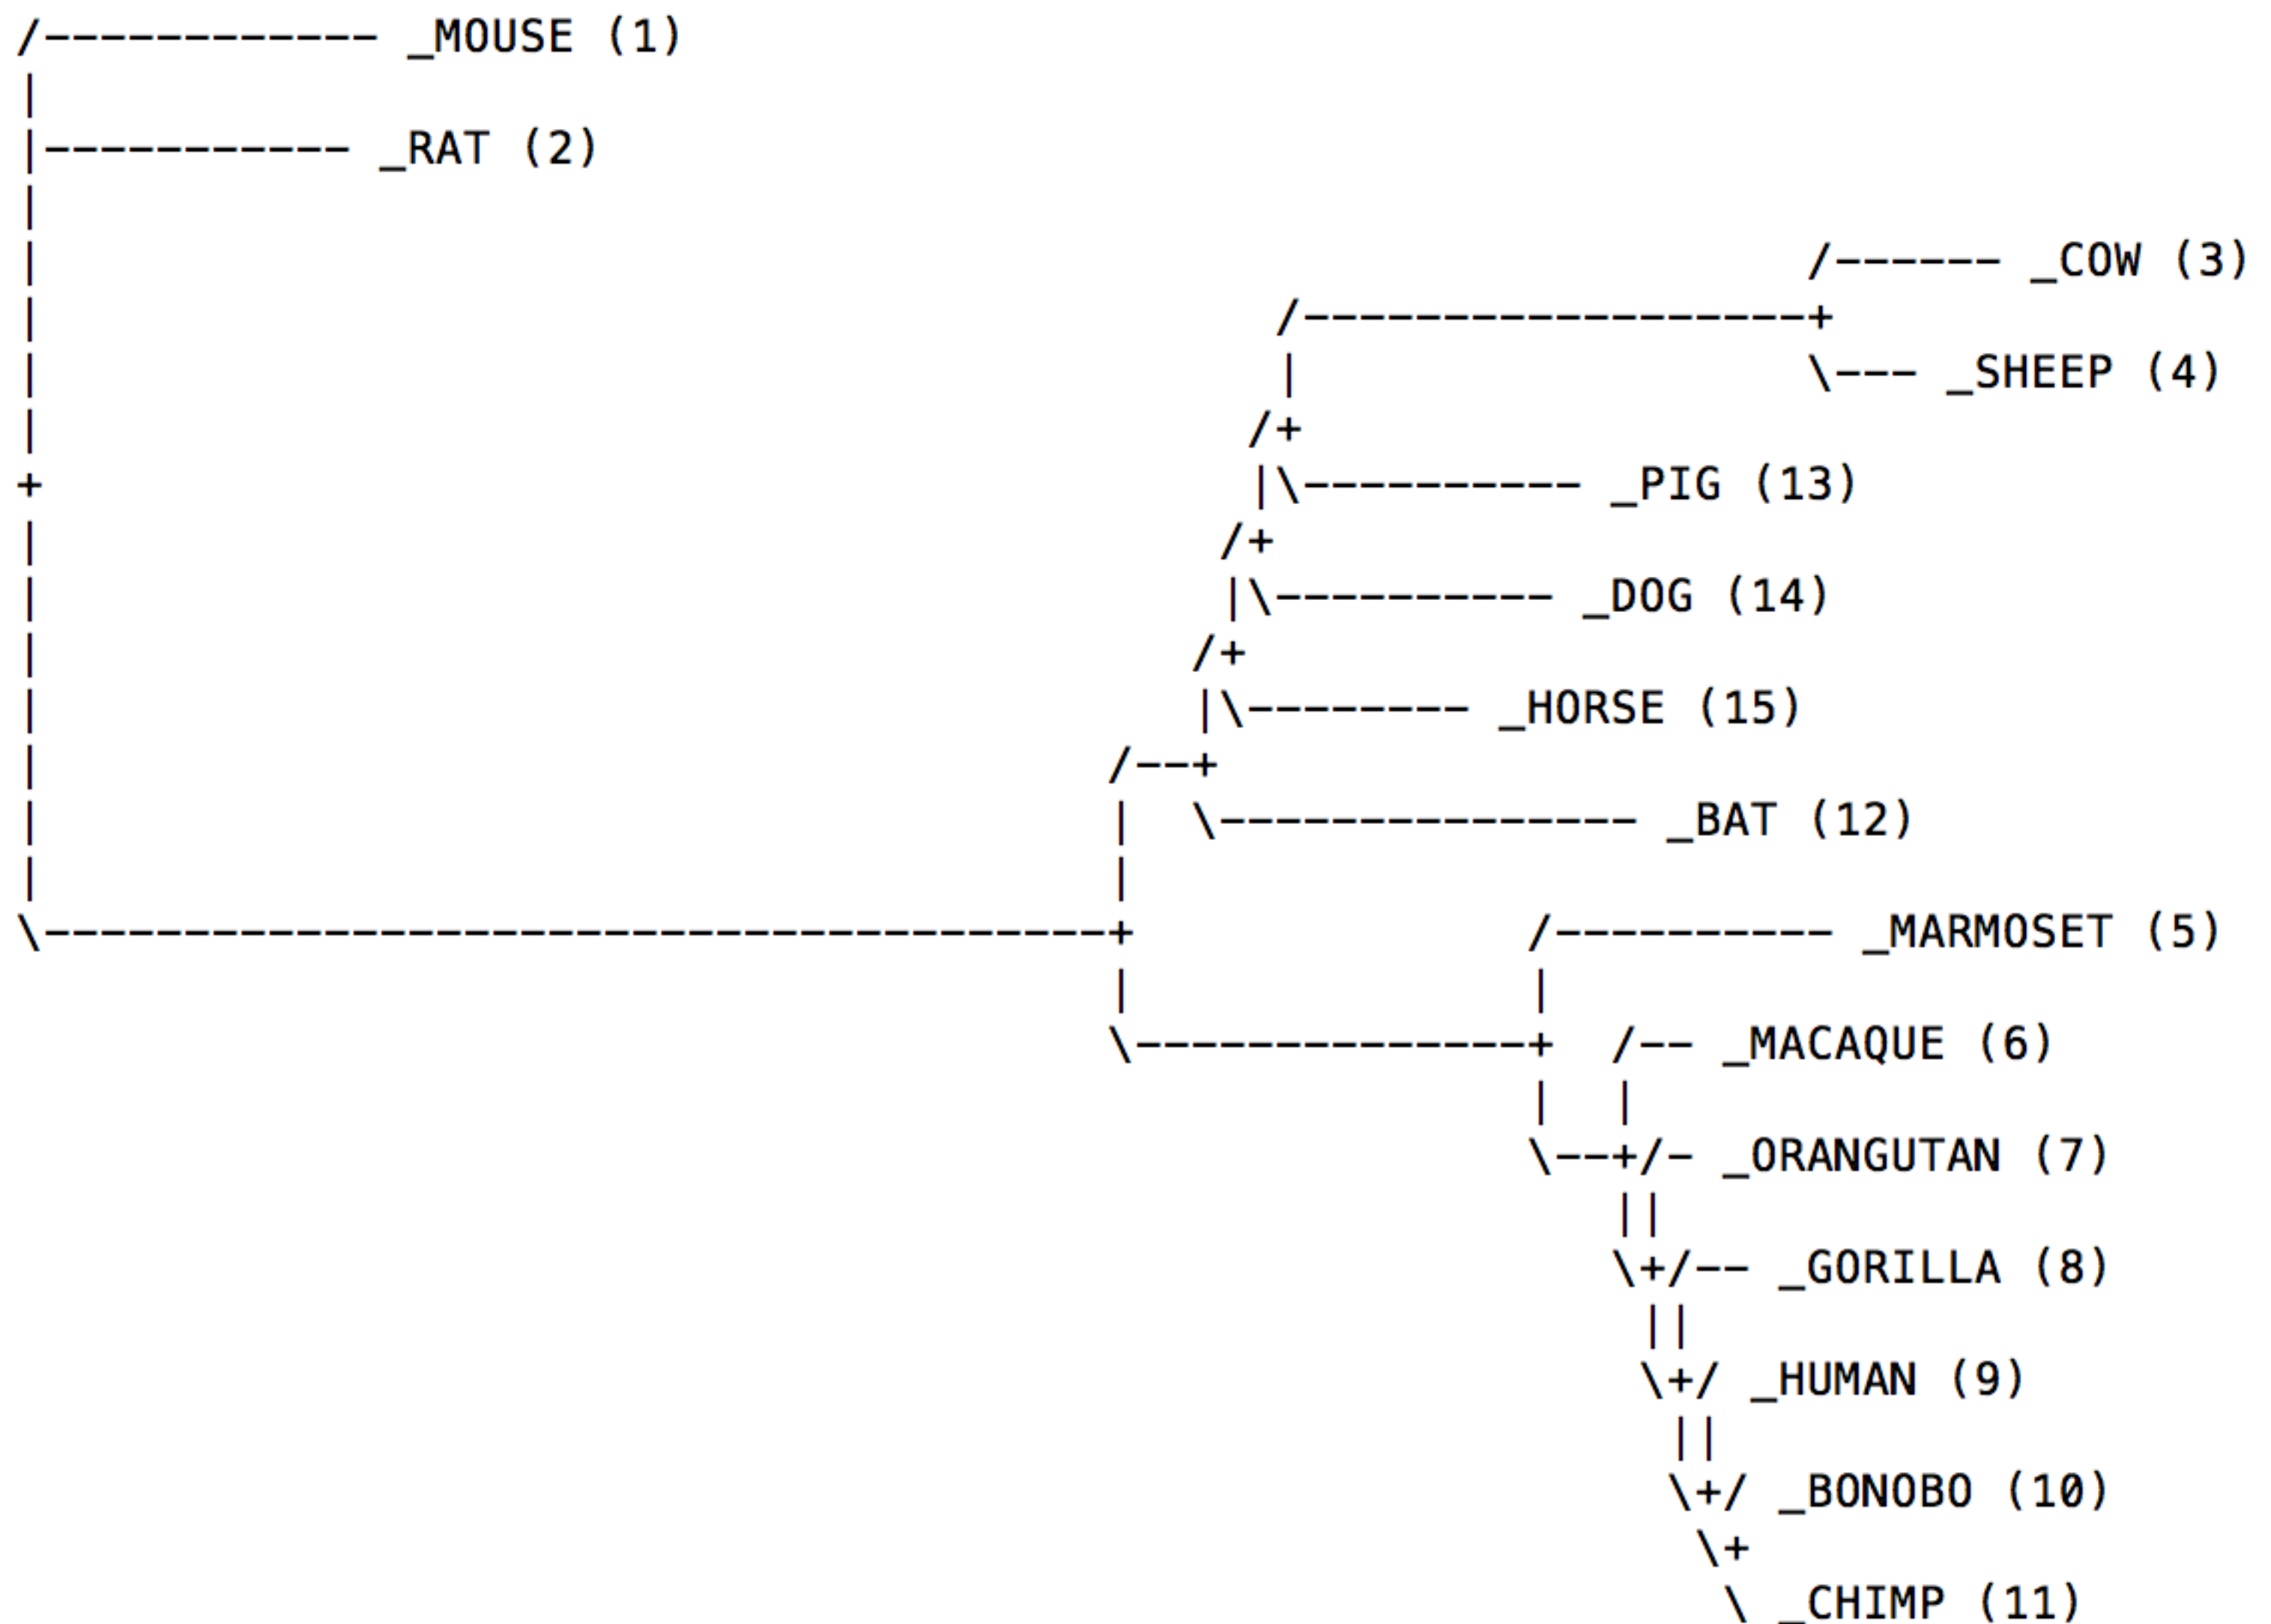 /------------ _MOUSE (1)
|
|----------- _RAT (2)
|
|                                                               /------ _COW (3)
|                                            /------------------+
|                                            |                  \--- _SHEEP (4)
|                                           /+
+                                           |\---------- _PIG (13)
|                                          /+
|                                          |\---------- _DOG (14)
|                                         /+
|                                         |\-------- _HORSE (15)
|                                      /--+
|                                      |  \--------------- _BAT (12)
|                                      |
\--------------------------------------+              /---------- _MARMOSET (5)
                                       |              |
                                       \--------------+  /-- _MACAQUE (6)
                                                      |  |
                                                      \--+/- _ORANGUTAN (7)
                                                         ||
                                                         \+/-- _GORILLA (8)
                                                          ||
                                                          \+/ _HUMAN (9)
                                                           ||
                                                           \+/ _BONOBO (10)
                                                            \+
                                                             \ _CHIMP (11)